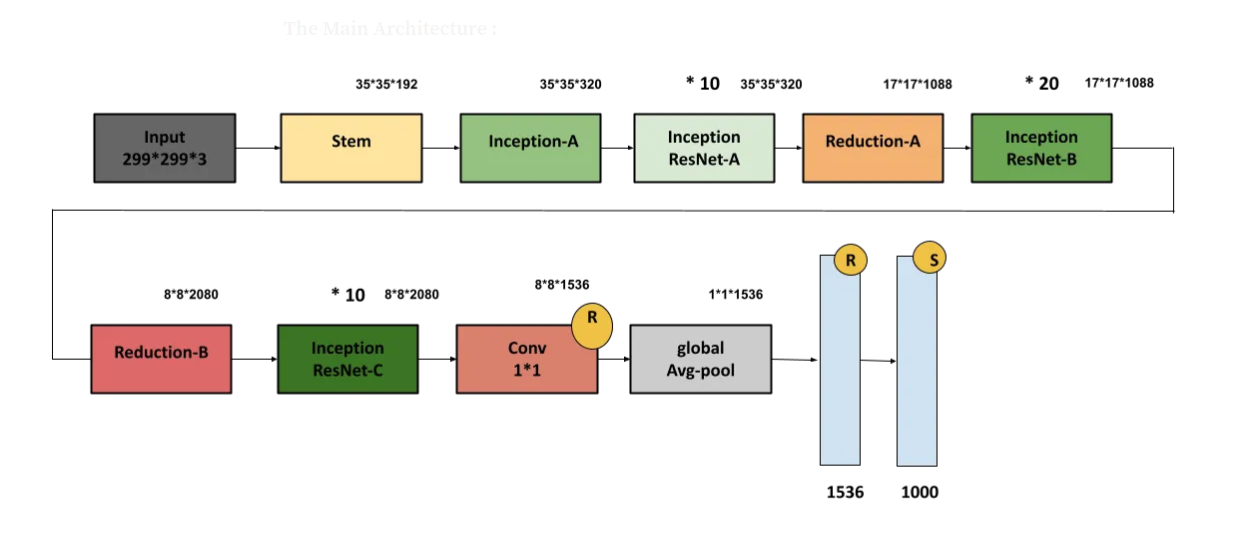 The Main Architecture :
35*35*192
35*35*320
* 10
35*35*320
17*17*1088
* 20
17*17*1088
Input
299*299*3
Stem
Inception-A
Inception
ResNet-A
Reduction-A
Inception
ResNet-B
8*8*2080
* 10
8*8*2080
8*8*1536
1*1*1536
R
S
Reduction-B
Inception
ResNet-C
Conv
1*1
R
global
Avg-pool
1536
1000